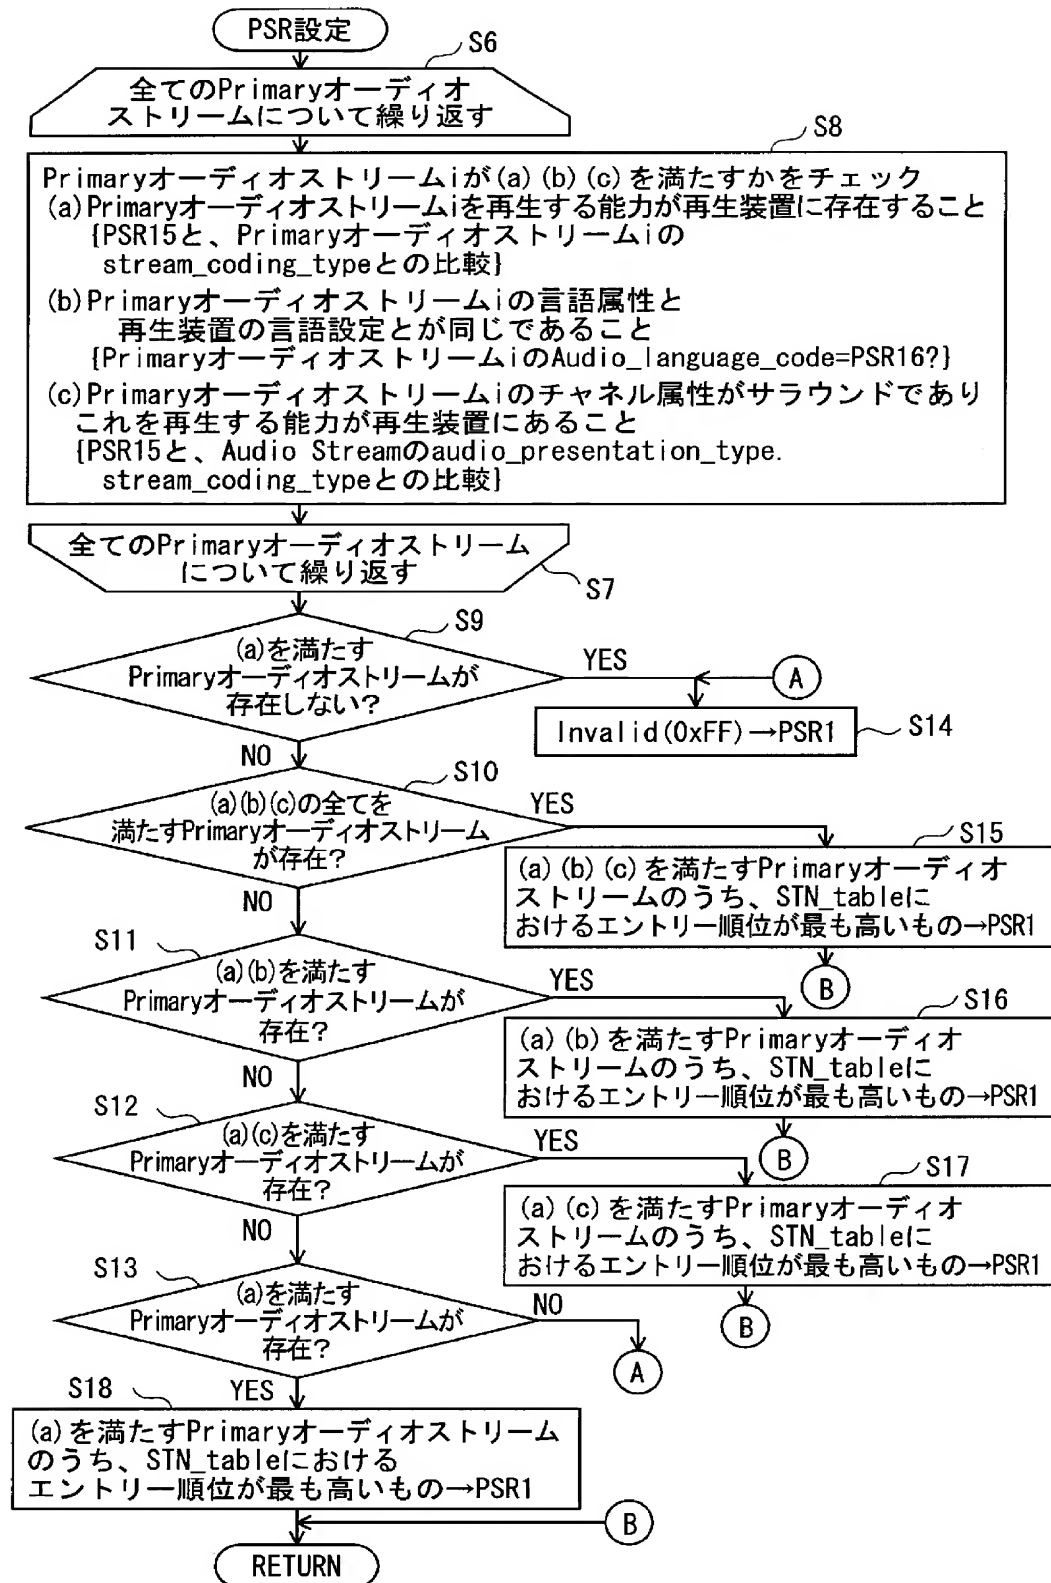 PSR設定
S6
全てのPrimaryオーディオ
ストリームについて繰り返す
S8
Primaryオーディオストリームiが(a)(b)(c)を満たすかをチェック
(a)Primaryオーディオストリームiを再生する能力が再生装置に存在すること
{PSR15と、Primaryオーディオストリームiの
stream_coding_typeとの比較}
(b)Primaryオーディオストリームiの言語属性と
再生装置の言語設定とが同じであること
{PrimaryオーディオストリームiのAudio_language_code=PSR16?}
(c)Primaryオーディオストリームiのチャネル属性がサラウンドであり
これを再生する能力が再生装置にあること
{PSR15と、Audio Streamのaudio_presentation_type.
stream_coding_typeとの比較}
全てのPrimaryオーディオストリーム
について繰り返す
S7
S9
(a)を満たす
Primaryオーディオストリームが
存在しない?
YES
A
Invalid(0xFF)→PSR1
S14
NO
S10
(a)(b)(c)の全てを
満たすPrimaryオーディオストリーム
が存在?
YES
S15
(a)(b)(c)を満たすPrimaryオーディオ
ストリームのうち、STN_tableに
おけるエントリー順位が最も高いもの→PSR1
B
NO
S11
(a)(b)を満たす
Primaryオーディオストリームが
存在?
YES
S16
(a)(b)を満たすPrimaryオーディオ
ストリームのうち、STN_tableに
おけるエントリー順位が最も高いもの→PSR1
B
NO
S12
(a)(c)を満たす
Primaryオーディオストリームが
存在?
YES
S17
(a)(c)を満たすPrimaryオーディオ
ストリームのうち、STN_tableに
おけるエントリー順位が最も高いもの→PSR1
B
NO
S13
(a)を満たす
Primaryオーディオストリームが
存在?
NO
A
YES
S18
(a)を満たすPrimaryオーディオストリーム
のうち、STN_tableにおける
エントリー順位が最も高いもの→PSR1
B
RETURN